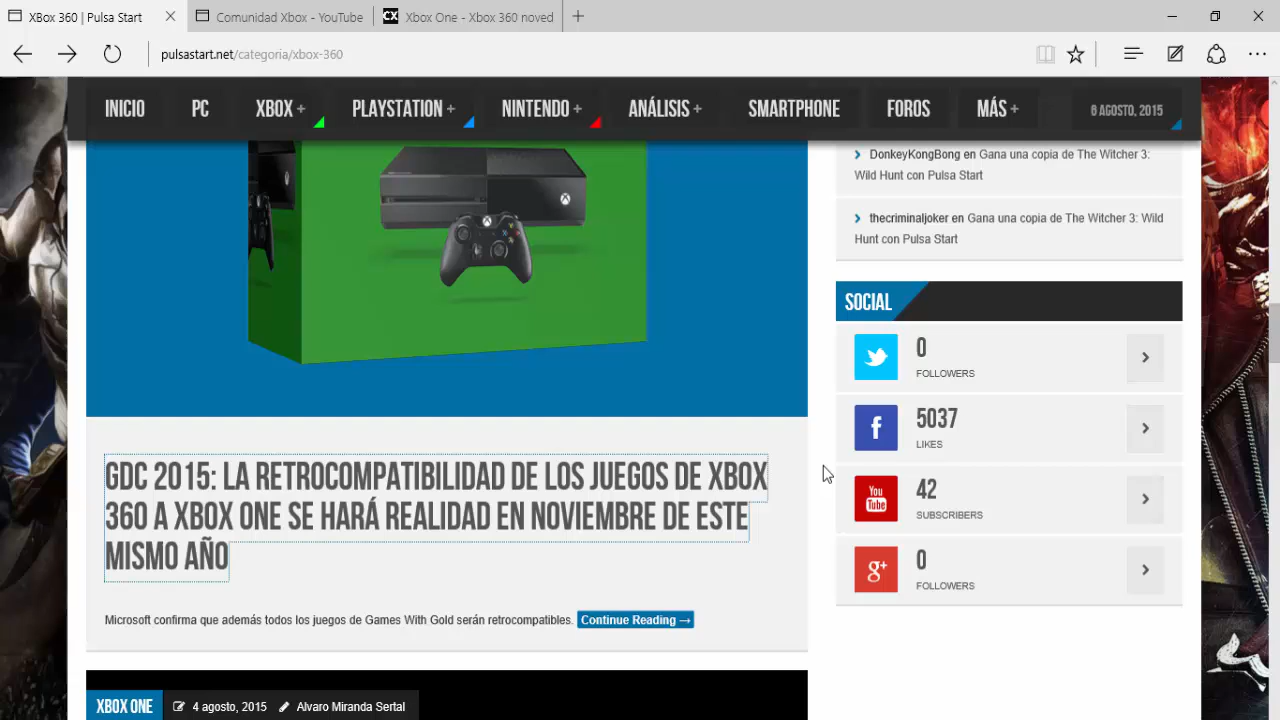 Xbox 360 | Pulsastart.
Comunidad XBOX - YouTube
CX
Xbox One - Xbox 360 noved
pulsastart.net/categoria/xbox-360
INICIO
PC
XBOX +
PLAYSTATION +
NINTENDO +
ANÁLISIS +
SMARTPHONE
FOROS
MÁS +
6 AGOSTO, 2015
DonkeyKongBong en Gana una copia de The Witcher 3:
Wild Hunt con Pulsa Start
thecriminaljoker en Gana una copia de The Witcher 3: Wild
Hunt con Pulsa Start
SOCIAL
0
FOLLOWERS
5037
LIKES
You
Tube
42
SUBSCRIBERS
g+
0
FOLLOWERS
GDC 2015: LA RETROCOMPATIBILIDAD DE LOS JUEGOS DE XBOX
360 A XBOX ONE SE HARÁ REALIDAD EN NOVIEMBRE DE ESTE
MISMO AÑO
Microsoft confirma que además todos los juegos de Games With Gold serán retrocompatibles. Continue Reading →
XBOX ONE
4 agosto, 2015
Alvaro Miranda Sertal